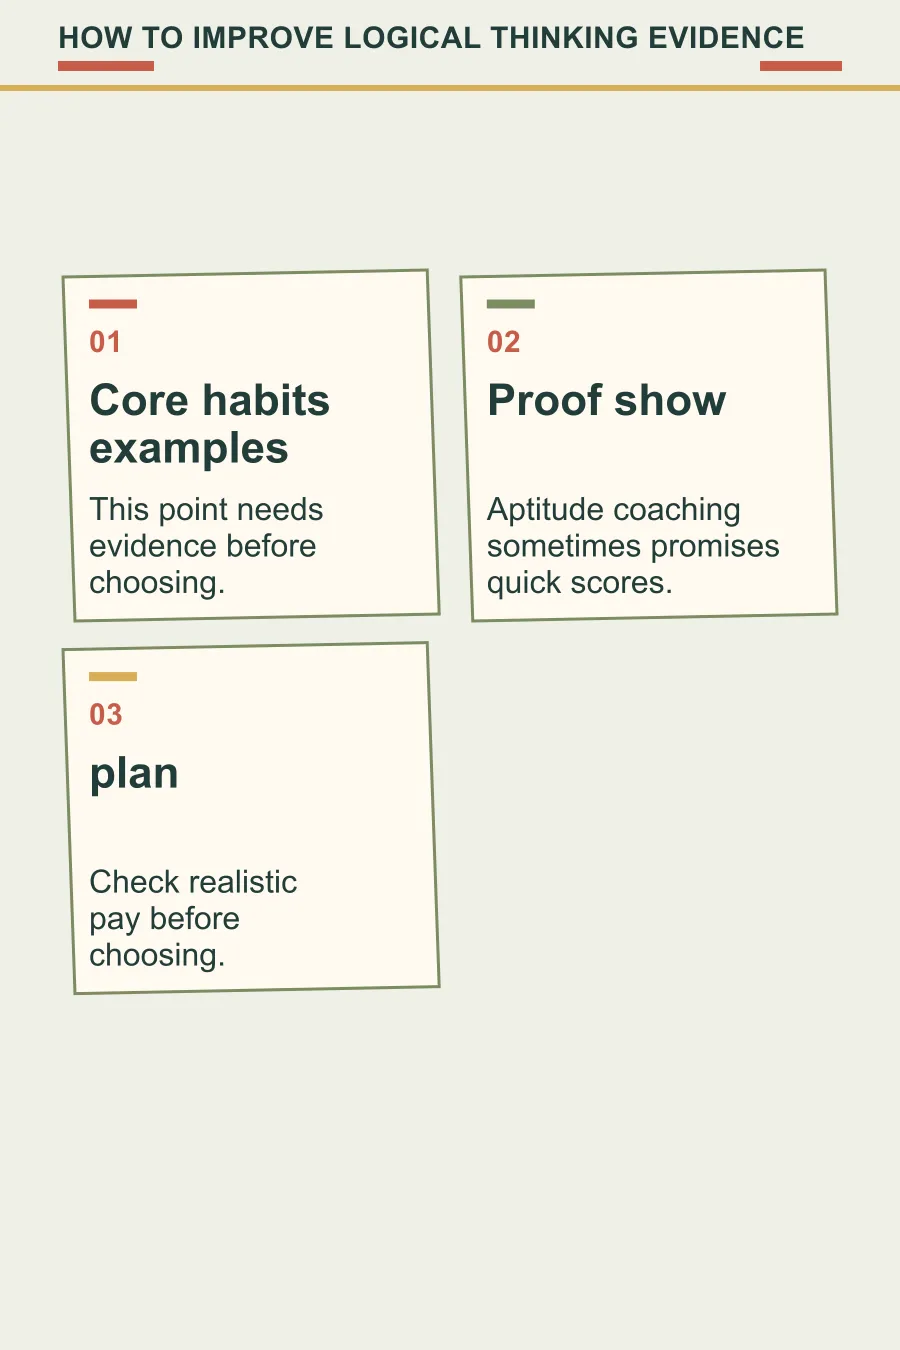 HOW TO IMPROVE LOGICAL THINKING EVIDENCE
01
Core habits
examples
This point needs
evidence before
choosing.
02
Proof show
Aptitude coaching
sometimes promises
quick scores.
03
plan
Check realistic
pay before
choosing.